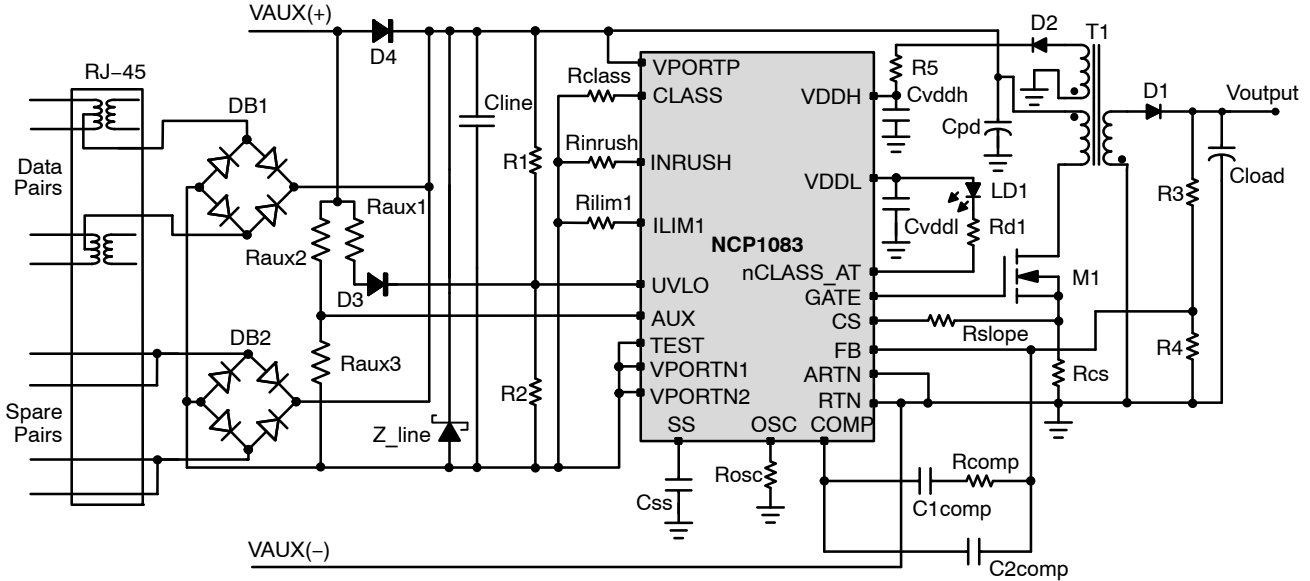 VAUX(+)
D4
D2
T1
RJ−45
DB1
Data
Pairs
Cline
R1
Rclass
Rinrush
Rilim1
VPORTP
CLASS
INRUSH
ILIM1
NCP1083
UVLO
AUX
TEST
VPORTN1
VPORTN2
SS
OSC
COMP
VDDH
VDDL
nCLASS_AT
GATE
CS
FB
ARTN
RTN
R5
Cvddh
Cpd
D1
Voutput
LD1
Cvddl
Rd1
R3
Cload
M1
Rslope
Rcs
R4
Raux1
Raux2
D3
DB2
Raux3
R2
Spare
Pairs
Z_line
Css
Rosc
Rcomp
C1comp
C2comp
VAUX(−)